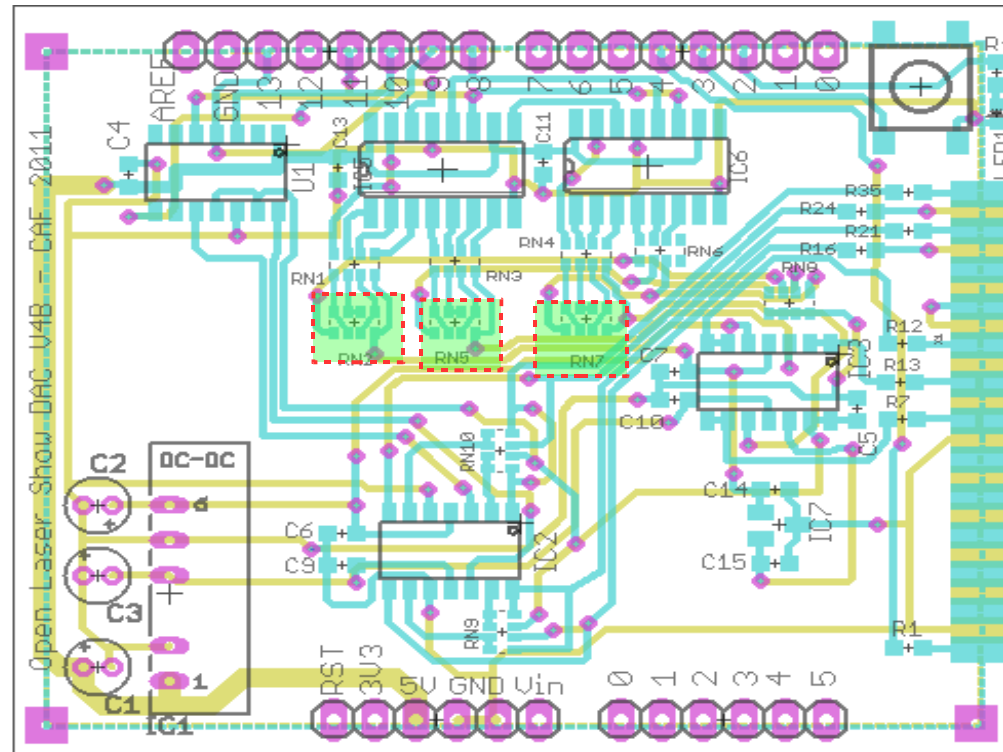 AREF
GND
13
12
11
10
9
8
7
6
5
4
3
2
1
0
C4
U1
C13
IC5
C11
IC6
RN1
RN3
RN4
RN6
RN2
RN5
RN7
R35
R24
R21
R16
RN8
R12
R13
R7
IC3
C7
C10
C5
Open Laser Show DAC V4B - CAF 2011
C2
DC-DC
6
C3
C1
1
IC1
RN10
C6
C9
IC2
RN9
C14
C15
IC7
R1
RST
3V3
5V
GND
Vin
0
1
2
3
4
5